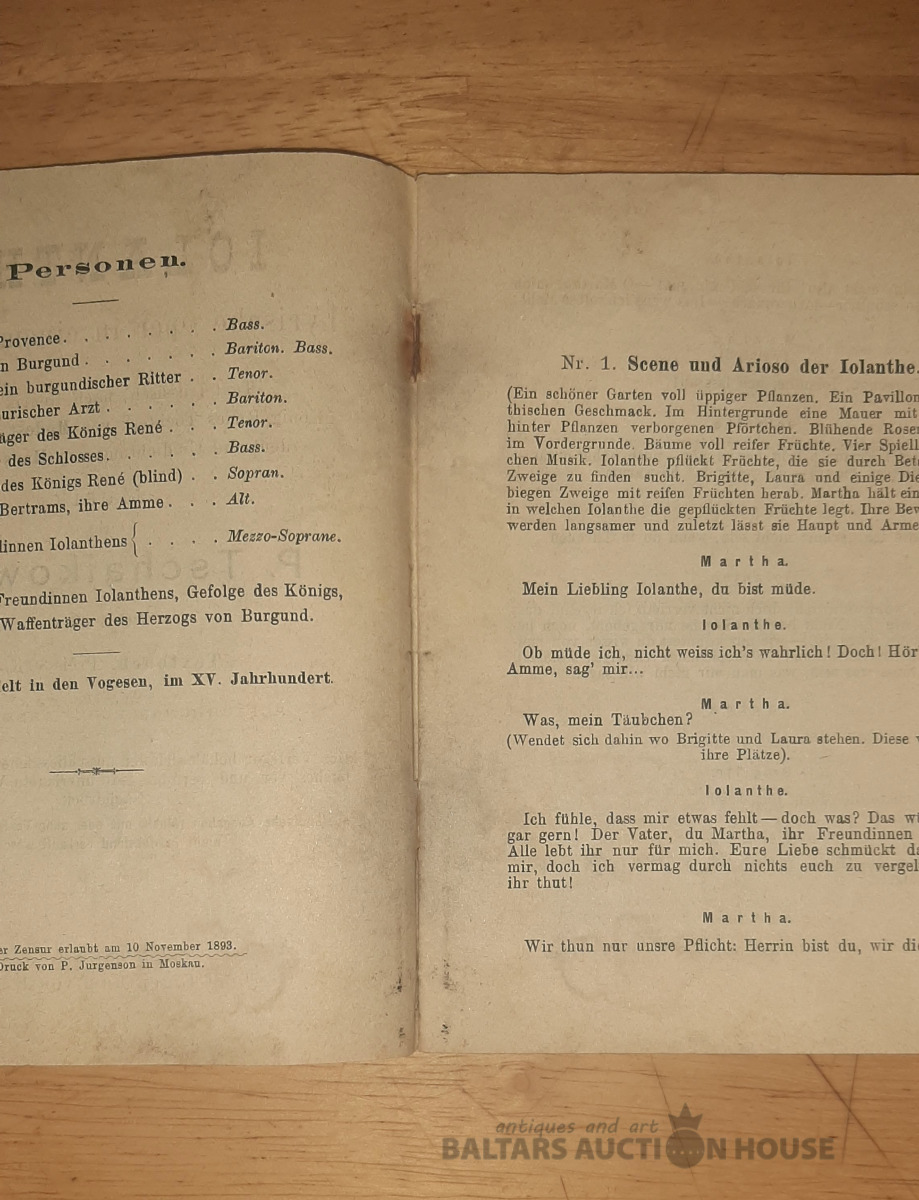 Personen.
Provence. . . . . . . . Bass.
n Burgund . . . . . . . Bariton. Bass.
ein burgundischer Ritter . . Tenor.
urischer Arzt . . . . . . Bariton.
äger des Königs René . . . Tenor.
des Schlosses. . . . . . Bass.
des Königs René (blind) . . Sopran.
Bertrams, ihre Amme . . . Alt.
dinnen Iolanthens { . . . . Mezzo-Soprane.
Freundinnen Iolanthens, Gefolge des Königs,
Waffenträger des Herzogs von Burgund.
elt in den Vogesen, im XV. Jahrhundert.
er Zensur erlaubt am 10 November 1893.
Druck von P. Jurgenson in Moskau.
Nr. 1. Scene und Arioso der Iolanthe.
(Ein schöner Garten voll üppiger Pflanzen. Ein Pavillon
thischen Geschmack. Im Hintergrunde eine Mauer mit
hinter Pflanzen verborgenen Pförtchen. Blühende Rosen
im Vordergrunde. Bäume voll reifer Früchte. Vier Spiell
chen Musik. Iolanthe pflückt Früchte, die sie durch Bet
Zweige zu finden sucht. Brigitte, Laura und einige Die
biegen Zweige mit reifen Früchten herab. Martha hält ein
in welchen Iolanthe die gepflückten Früchte legt. Ihre Bew
werden langsamer und zuletzt lässt sie Haupt und Arme
Martha.
Mein Liebling Iolanthe, du bist müde.
Iolanthe.
Ob müde ich, nicht weiss ich's wahrlich! Doch! Hör
Amme, sag' mir...
Martha.
Was, mein Täubchen?
(Wendet sich dahin wo Brigitte und Laura stehen. Diese
ihre Plätze).
Iolanthe.
Ich fühle, dass mir etwas fehlt — doch was? Das w
gar gern! Der Vater, du Martha, ihr Freundinnen
Alle lebt ihr nur für mich. Eure Liebe schmückt d
mir, doch ich vermag durch nichts euch zu vergel
ihr thut!
Martha.
Wir thun nur unsre Pflicht: Herrin bist du, wir die
antiques and art
BALTARS AUCTION HOUSE